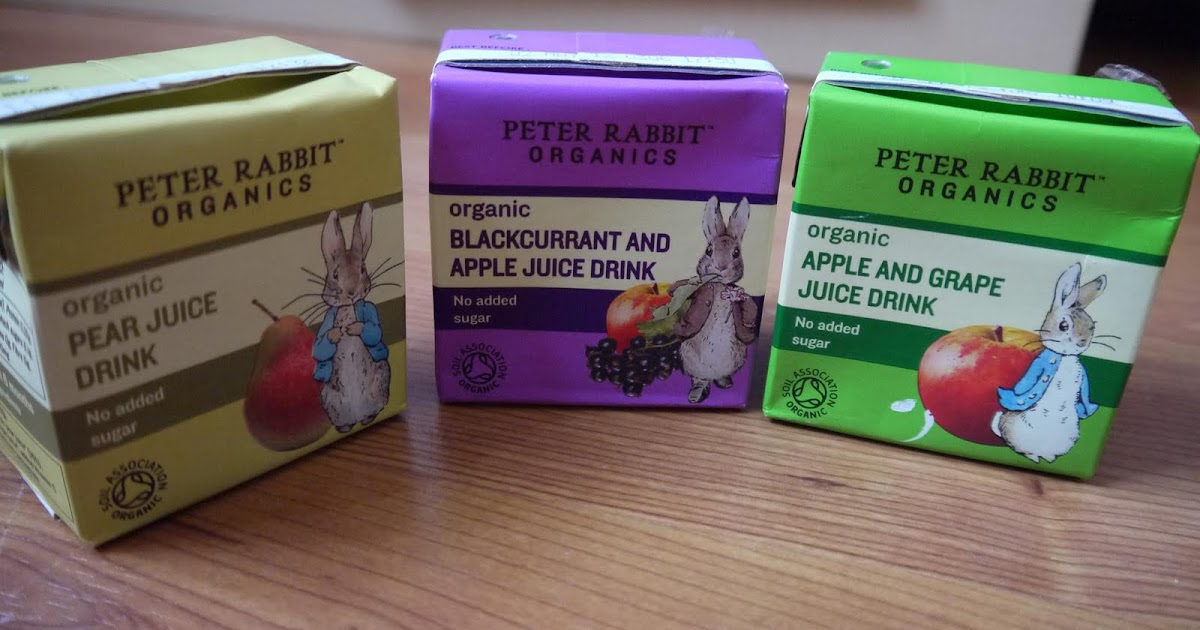 PETER RABBIT™
ORGANICS
organic
PEAR JUICE
DRINK
No added
sugar
SOIL ASSOCIATION
ORGANIC
PETER RABBIT™
ORGANICS
organic
BLACKCURRANT AND
APPLE JUICE DRINK
No added
sugar
SOIL ASSOCIATION
ORGANIC
PETER RABBIT™
ORGANICS
organic
APPLE AND GRAPE
JUICE DRINK
No added
sugar
SOIL ASSOCIATION
ORGANIC